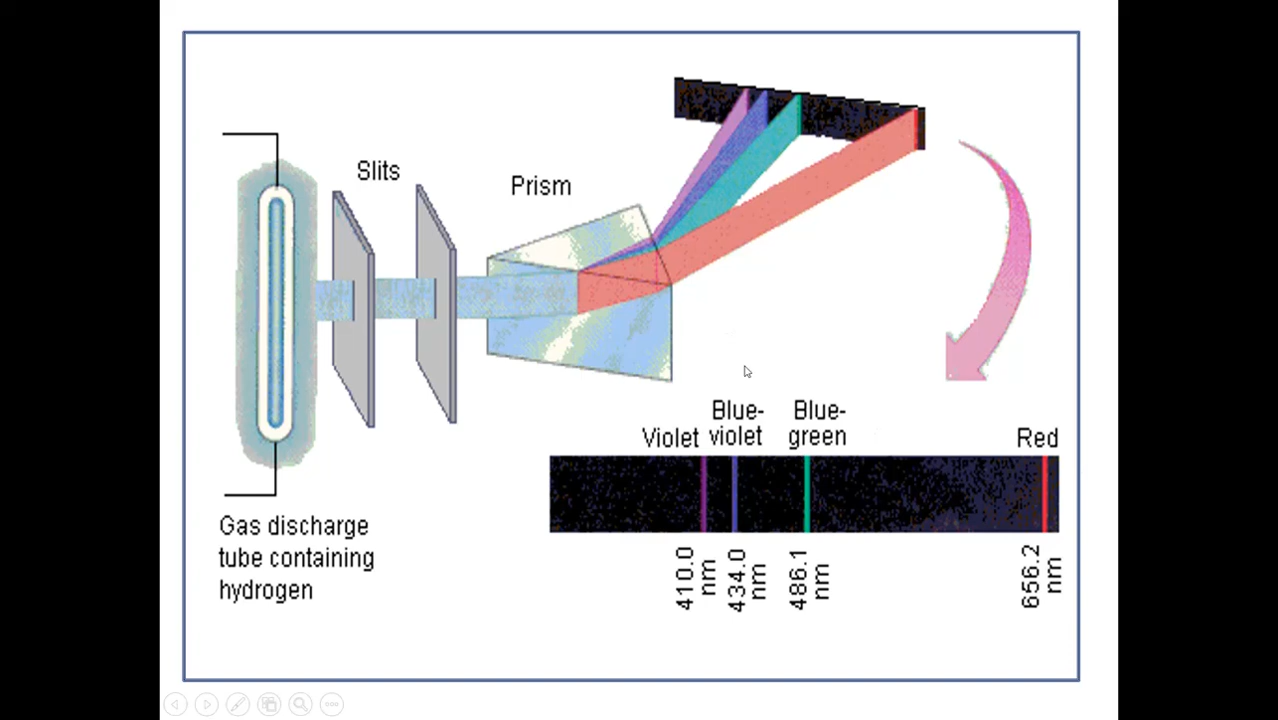 Slits
Prism
Gas discharge
tube containing
hydrogen
Violet
Blue-
violet
Blue-
green
Red
410.0
nm
434.0
nm
486.1
nm
656.2
nm